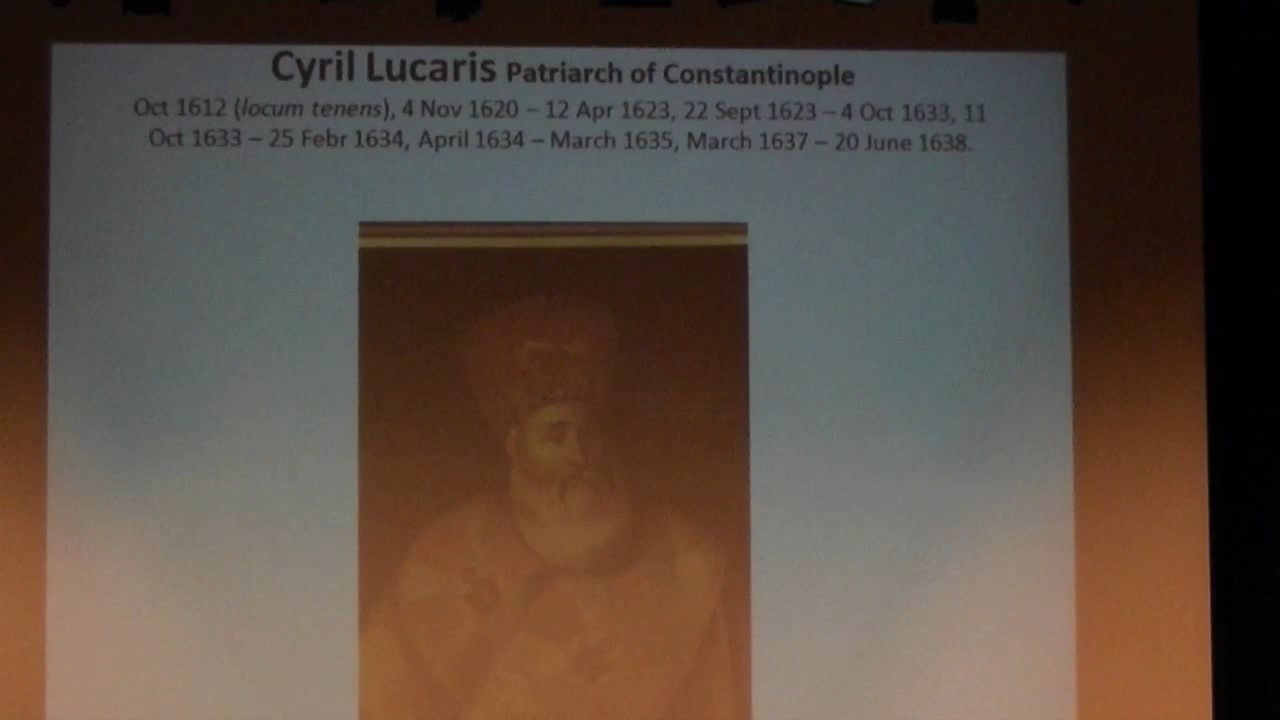 Cyril Lucaris Patriarch of Constantinople
Oct 1612 (locum tenens), 4 Nov 1620 – 12 Apr 1623, 22 Sept 1623 – 4 Oct 1633, 11
Oct 1633 – 25 Febr 1634, April 1634 – March 1635, March 1637 – 20 June 1638.